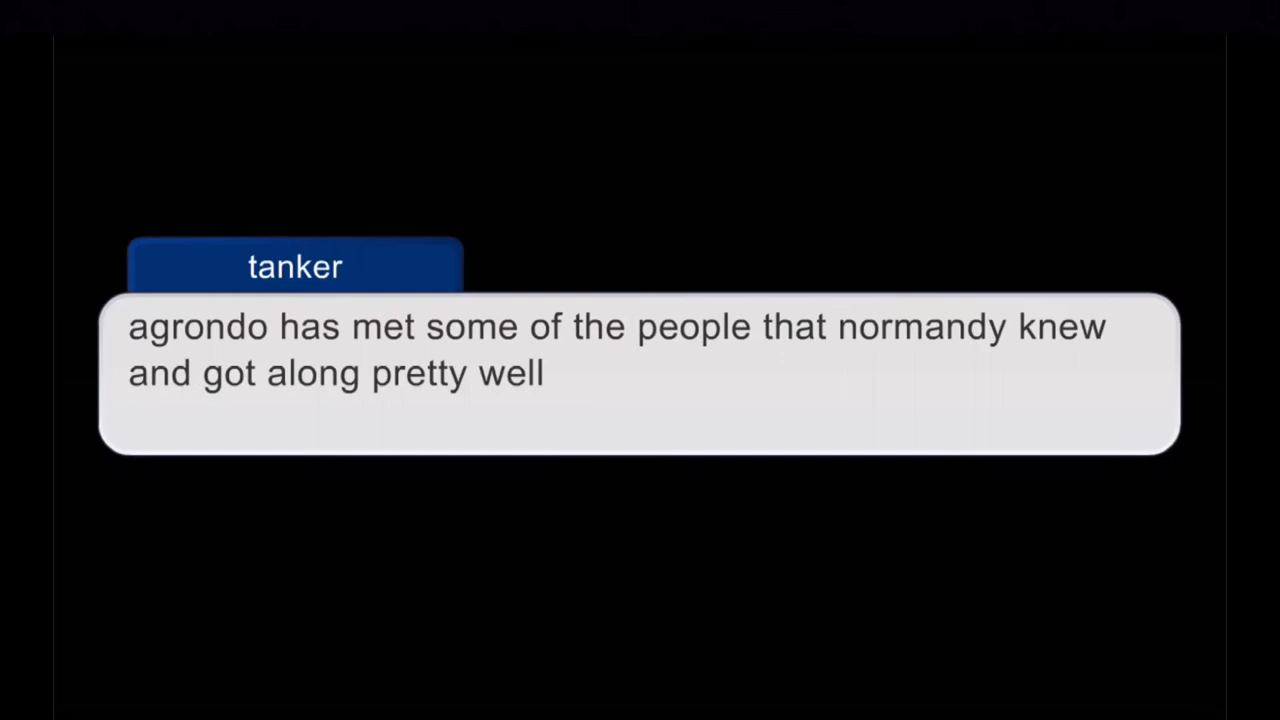 tanker
agrondo has met some of the people that normandy knew
and got along pretty well